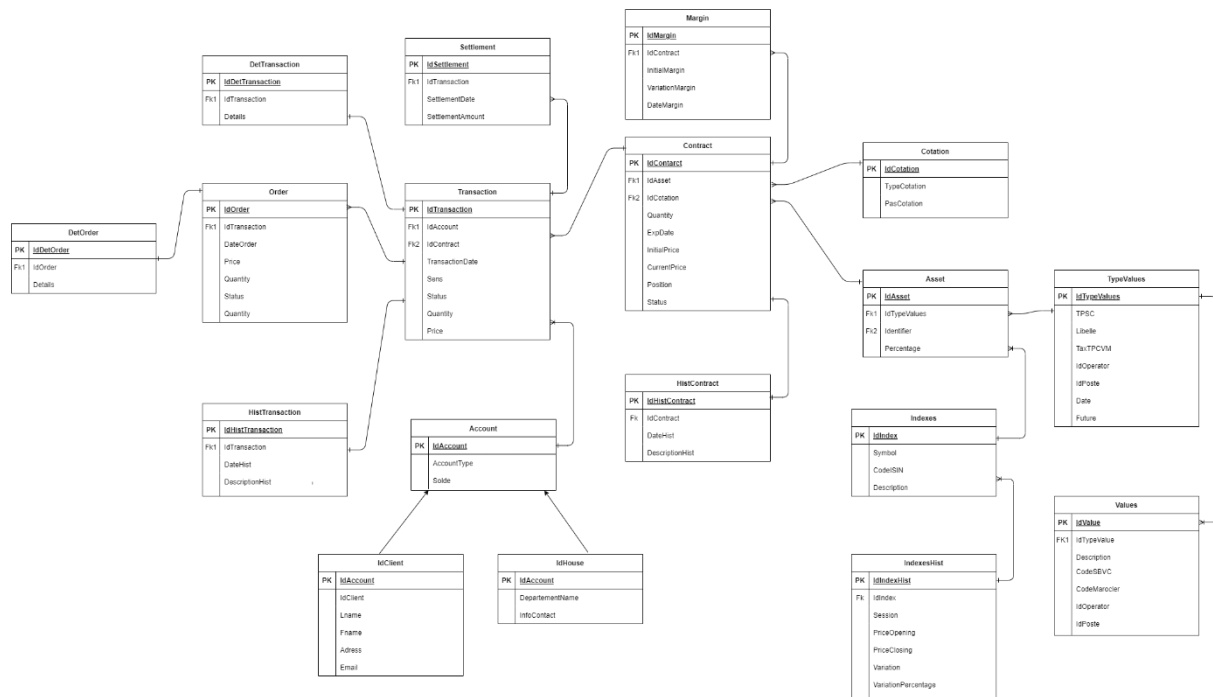 Margin
PK IdMargin
Fk1 IdContract
InitialMargin
VariationMargin
DateMargin
Settlement
PK IdSettlement
Fk1 IdTransaction
SettlementDate
SettlementAmount
DetTransaction
PK IdDetTransaction
Fk1 IdTransaction
Details
Contract
PK IdContarct
Fk1 IdAsset
Fk2 IdCotation
Quantity
ExpDate
InitialPrice
CurrentPrice
Position
Status
Cotation
PK IdCotation
TypeCotation
PasCotation
Order
PK IdOrder
Fk1 IdTransaction
DateOrder
Price
Quantity
Status
Quantity
Transaction
PK IdTransaction
Fk1 IdAccount
Fk2 IdContract
TransactionDate
Sens
Status
Quantity
Price
DetOrder
PK IdDetOrder
Fk1 IdOrder
Details
Asset
PK IdAsset
Fk1 IdTypeValues
Fk2 Identifier
Percentage
TypeValues
PK IdTypeValues
TPSC
Libelle
TaxTPCVM
IdOperator
IdPoste
Date
Future
HistContract
PK IdHistContract
Fk IdContract
DateHist
DescriptionHist
HistTransaction
PK IdHistTransaction
Fk1 IdTransaction
DateHist
DescriptionHist
Account
PK IdAccount
AccountType
Solde
Indexes
PK IdIndex
Symbol
CodeISIN
Description
Values
PK IdValue
FK1 IdTypeValue
Description
CodeSBVC
CodeMarocler
IdOperator
IdPoste
IdClient
PK IdAccount
IdClient
Lname
Fname
Adress
Email
IdHouse
PK IdAccount
DepartementName
InfoContact
IndexesHist
PK IdIndexHist
Fk IdIndex
Session
PriceOpening
PriceClosing
Variation
VariationPercentage